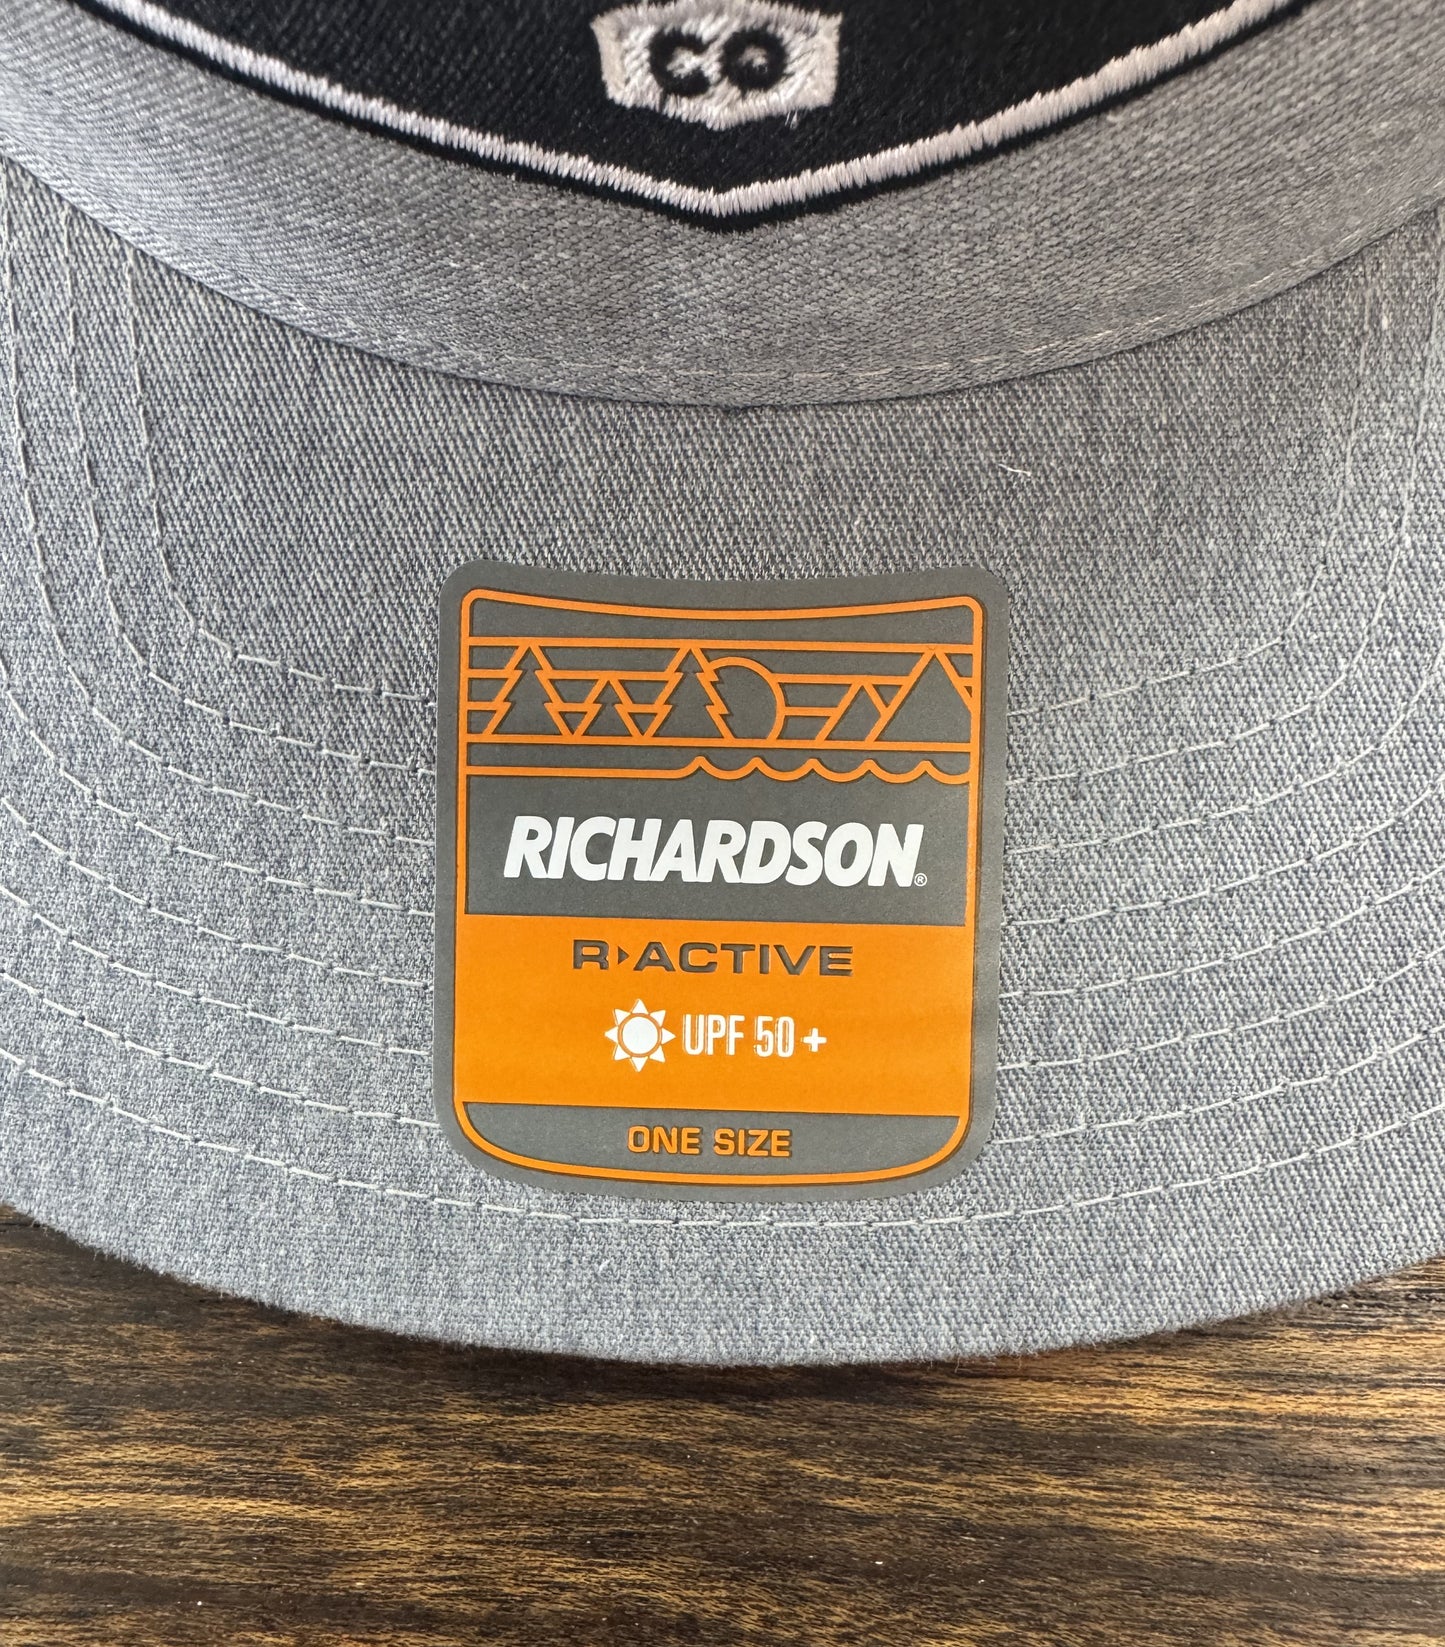 CO
RICHARDSON®
R▸ACTIVE
UPF 50+
ONE SIZE